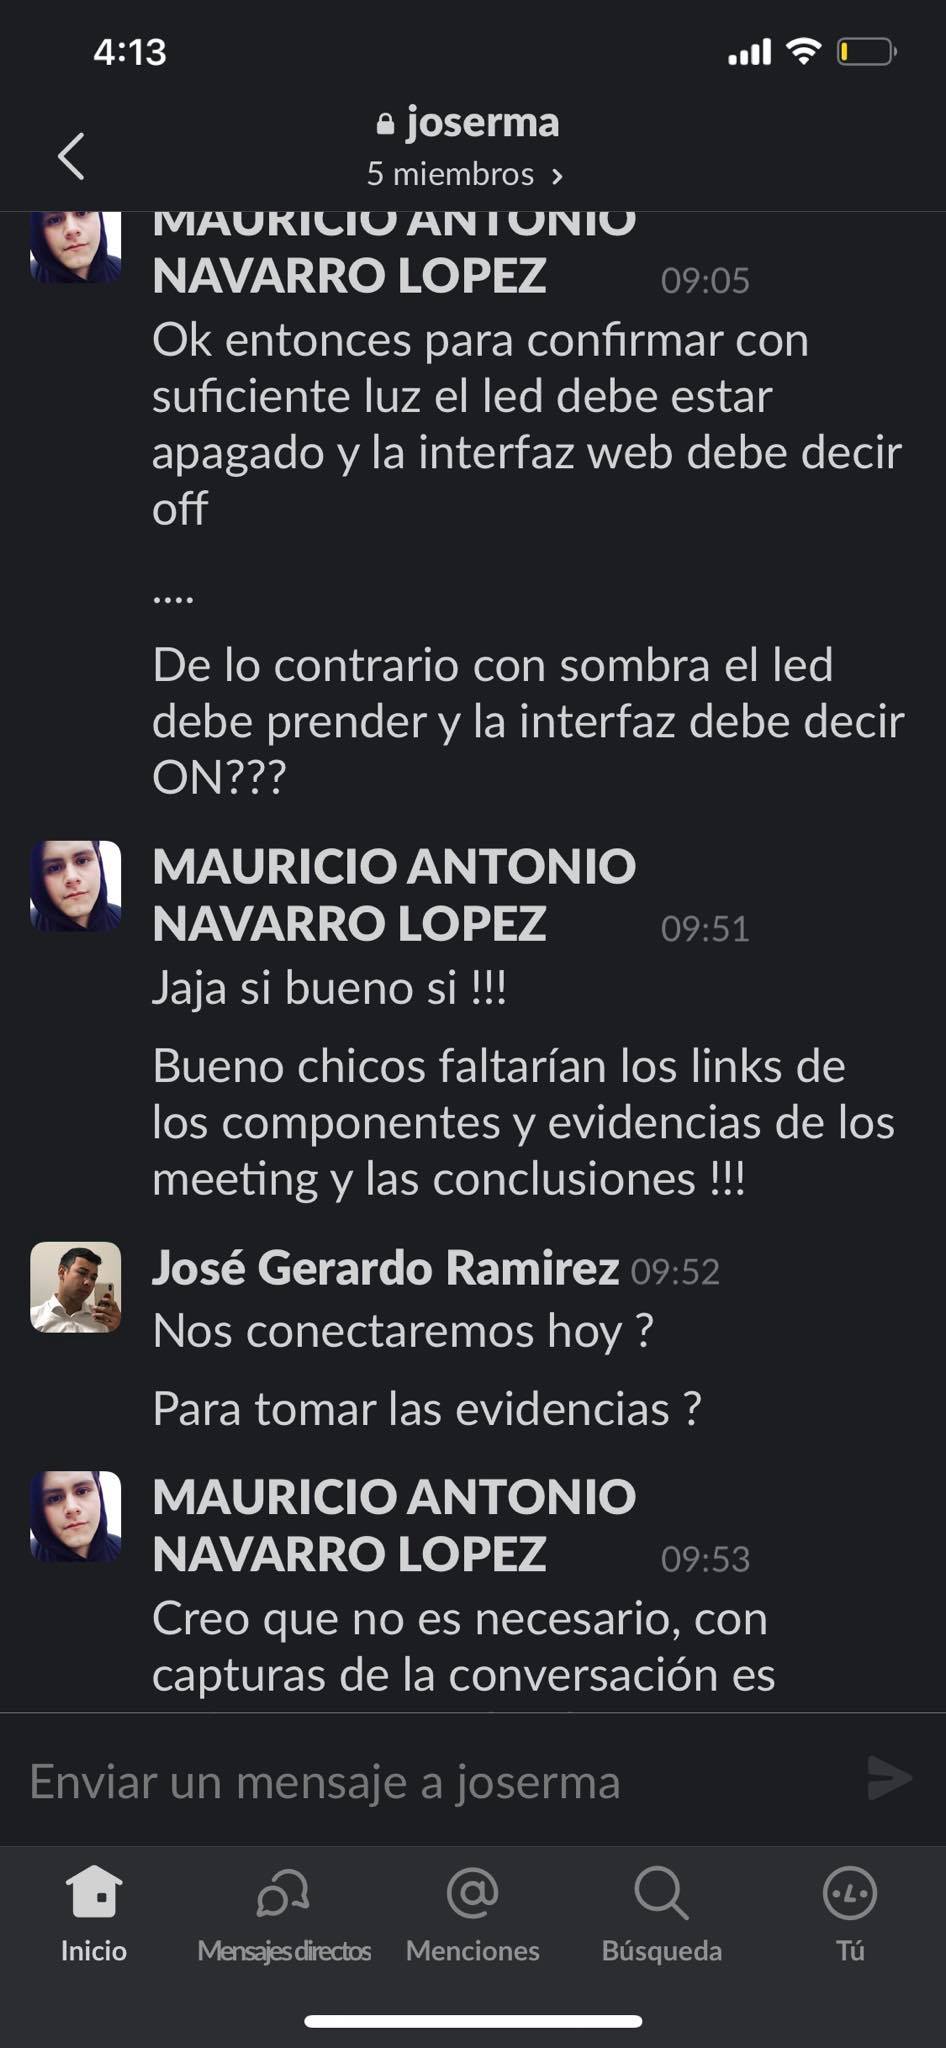 4:13
joserma
5 miembros >
MAURICIO ANTONIO
NAVARRO LOPEZ 09:05
Ok entonces para confirmar con
suficiente luz el led debe estar
apagado y la interfaz web debe decir
off
....
De lo contrario con sombra el led
debe prender y la interfaz debe decir
ON???
MAURICIO ANTONIO
NAVARRO LOPEZ 09:51
Jaja si bueno si !!!
Bueno chicos faltarían los links de
los componentes y evidencias de los
meeting y las conclusiones !!!
José Gerardo Ramirez 09:52
Nos conectaremos hoy ?
Para tomar las evidencias ?
MAURICIO ANTONIO
NAVARRO LOPEZ 09:53
Creo que no es necesario, con
capturas de la conversación es
Enviar un mensaje a joserma
Inicio Mensajes directos Menciones Búsqueda Tú